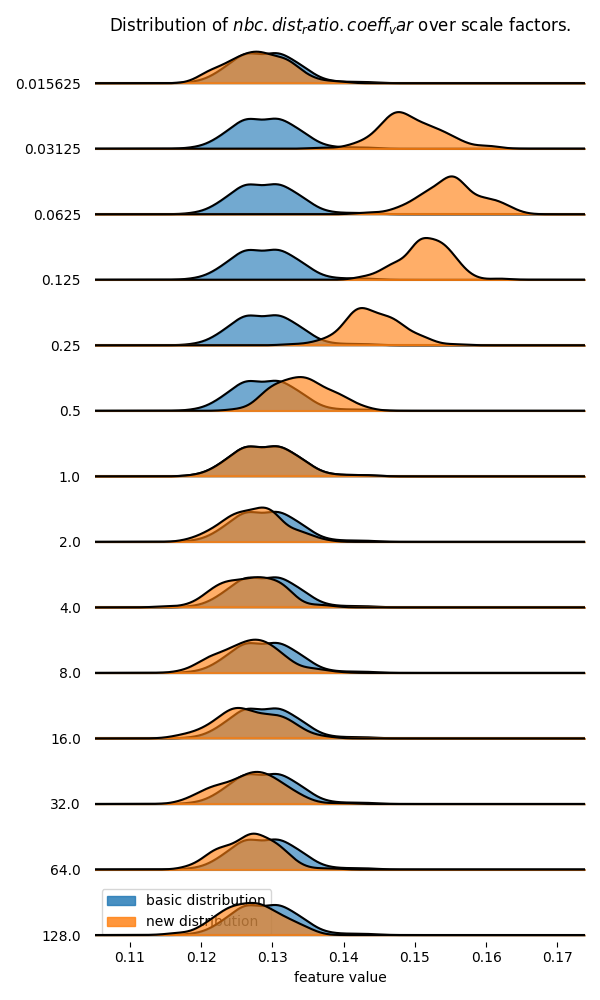 Distribution of nbc.dist_ratio.coeff_var over scale factors.
0.015625
0.03125
0.0625
0.125
0.25
0.5
1.0
2.0
4.0
8.0
16.0
32.0
64.0
basic distribution
new distribution
128.0
0.11 0.12 0.13 0.14 0.15 0.16 0.17
feature value